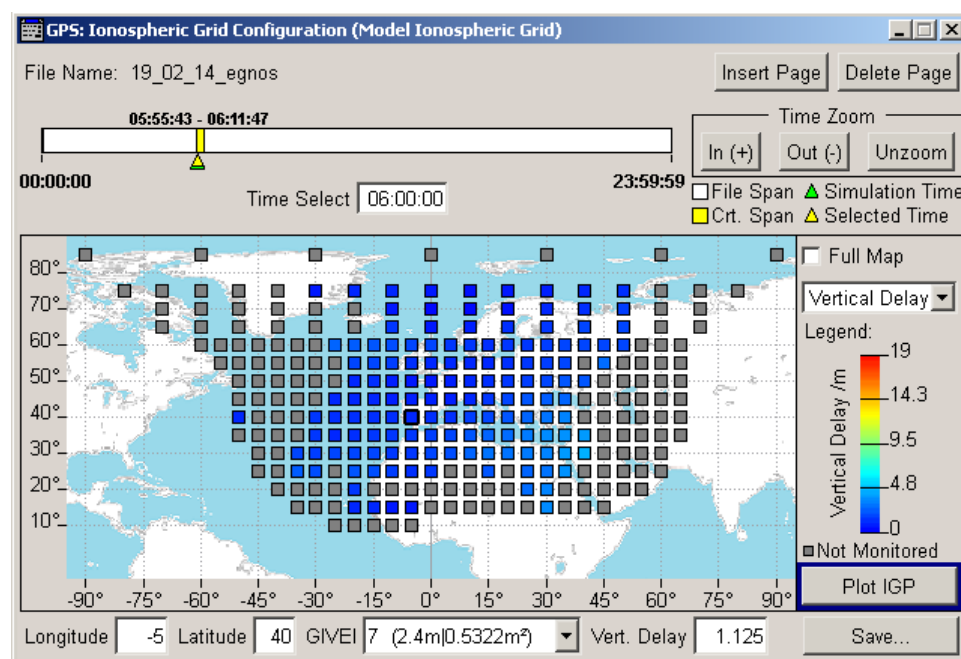 GPS: Ionospheric Grid Configuration (Model Ionospheric Grid)
File Name: 19_02_14_egnos
Insert Page
Delete Page
05:55:43 - 06:11:47
Time Zoom
In (+)
Out (-)
Unzoom
00:00:00
23:59:59
Time Select 06:00:00
File Span
Simulation Time
Crt. Span
Selected Time
80°
70°
60°
50°
40°
30°
20°
10°
-90° -75° -60° -45° -30° -15° 0° 15° 30° 45° 60° 75° 90°
Full Map
Vertical Delay
Legend:
Vertical Delay /m
19
14.3
9.5
4.8
0
Not Monitored
Plot IGP
Longitude -5 Latitude 40 GIVEI 7 (2.4m|0.5322m²) Vert. Delay 1.125
Save...